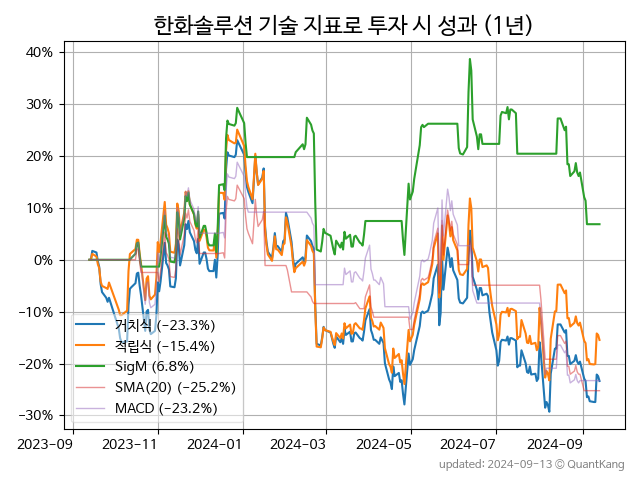 한화솔루션 기술 지표로 투자 시 성과 (1년)
40%
30%
20%
10%
0%
−10%
−20%
−30%
거치식 (−23.3%)
적립식 (−15.4%)
SigM (6.8%)
SMA(20) (−25.2%)
MACD (−23.2%)
2023-09
2023-11
2024-01
2024-03
2024-05
2024-07
2024-09
updated: 2024-09-13 © QuantKang